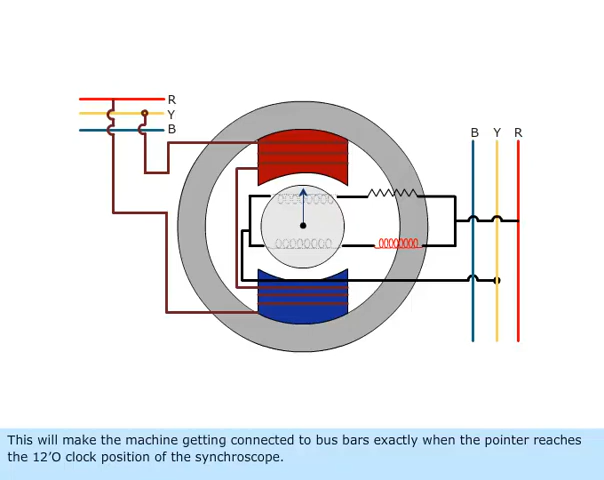 R
Y
B
B Y R
This will make the machine getting connected to bus bars exactly when the pointer reaches
the 12’O clock position of the synchroscope.